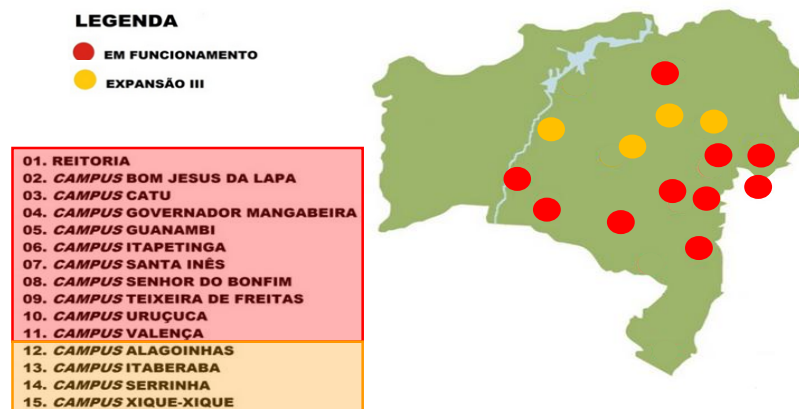 LEGENDA
EM FUNCIONAMENTO
EXPANSÃO III
01. REITORIA
02. CAMPUS BOM JESUS DA LAPA
03. CAMPUS CATU
04. CAMPUS GOVERNADOR MANGABEIRA
05. CAMPUS GUANAMBI
06. CAMPUS ITAPETINGA
07. CAMPUS SANTA INÊS
08. CAMPUS SENHOR DO BONFIM
09. CAMPUS TEIXEIRA DE FREITAS
10. CAMPUS URUÇUCA
11. CAMPUS VALENÇA
12. CAMPUS ALAGOINHAS
13. CAMPUS ITABERABA
14. CAMPUS SERRINHA
15. CAMPUS XIQUE-XIQUE